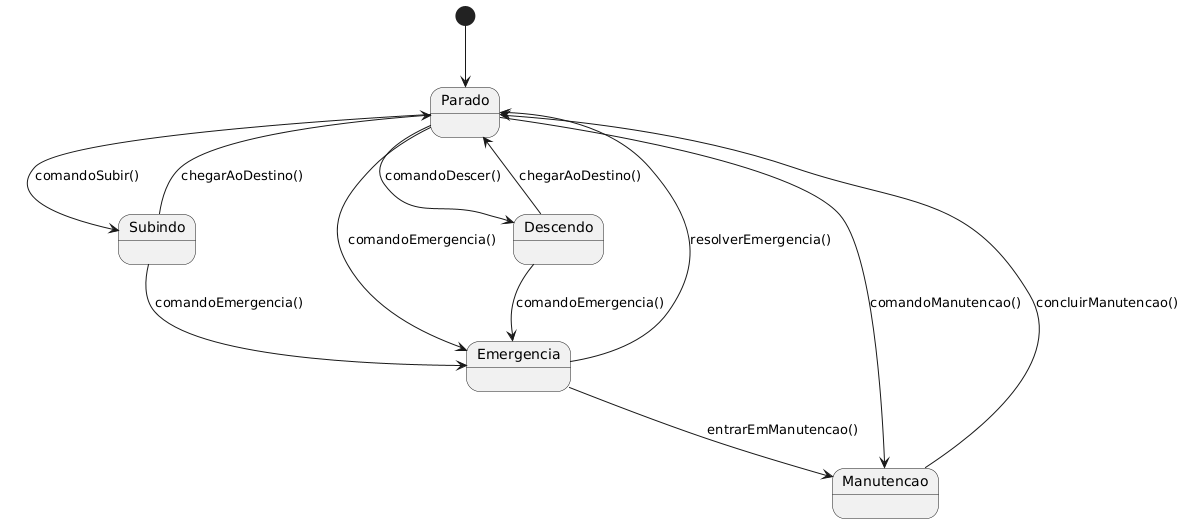 Parado
comandoSubir()
chegarAoDestino()
comandoDescer()
chegarAoDestino()
Subindo
Descendo
comandoEmergencia()
resolverEmergencia()
comandoEmergencia()
comandoEmergencia()
comandoManutencao()
concluirManutencao()
Emergencia
entrarEmManutencao()
Manutencao